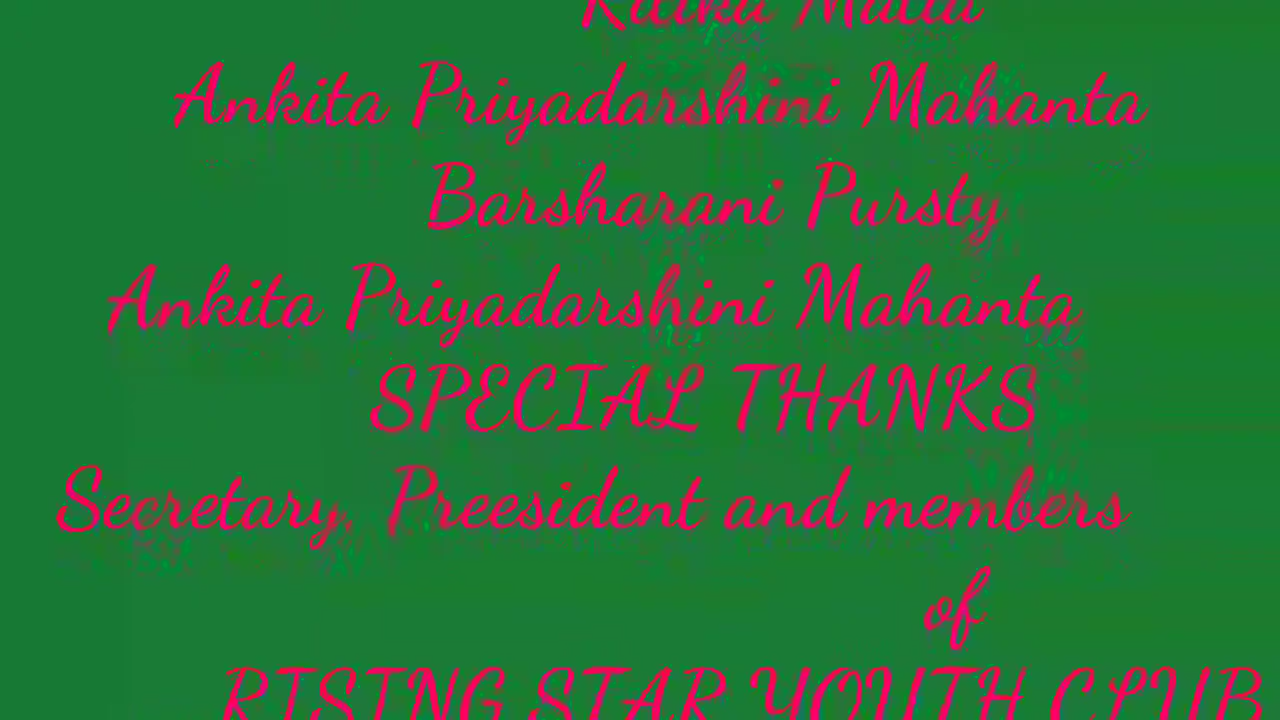 Ankita Priyadarshini Mahanta
Barsharani Pursty
Ankita Priyadarshini Mahanta
SPECIAL THANKS
Secretary, Preesident and members
of
RISING STAR YOUTH CLUB